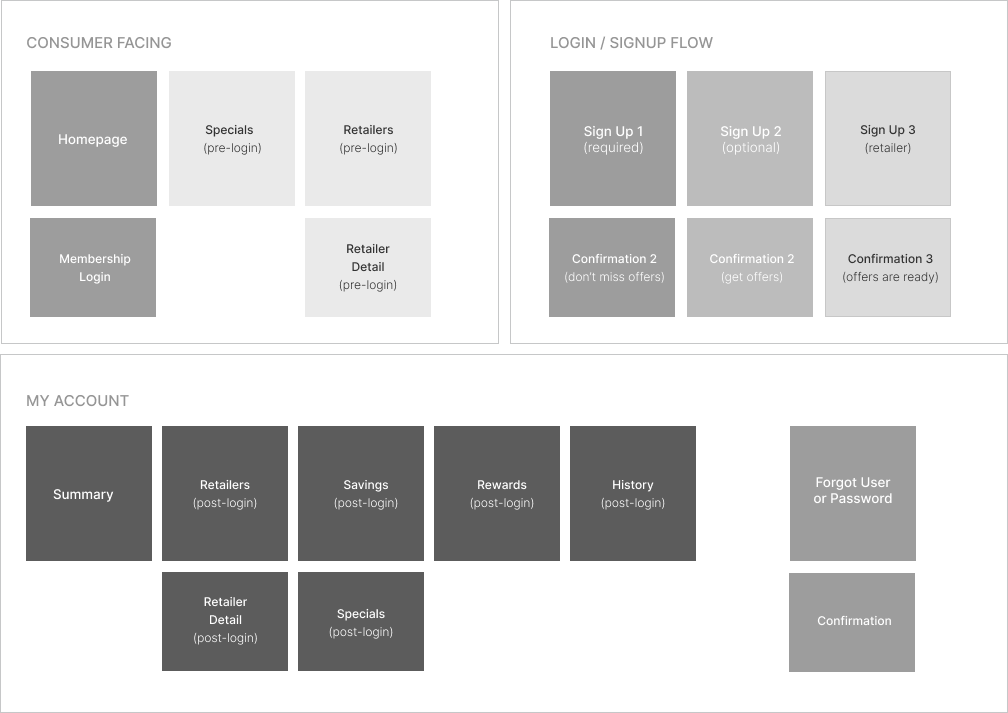 CONSUMER FACING
Homepage
Specials
(pre-login)
Retailers
(pre-login)
Membership
Login
Retailer
Detail
(pre-login)
LOGIN / SIGNUP FLOW
Sign Up 1
(required)
Sign Up 2
(optional)
Sign Up 3
(retailer)
Confirmation 2
(don't miss offers)
Confirmation 2
(get offers)
Confirmation 3
(offers are ready)
MY ACCOUNT
Summary
Retailers
(post-login)
Savings
(post-login)
Rewards
(post-login)
History
(post-login)
Forgot User
or Password
Retailer
Detail
(post-login)
Specials
(post-login)
Confirmation